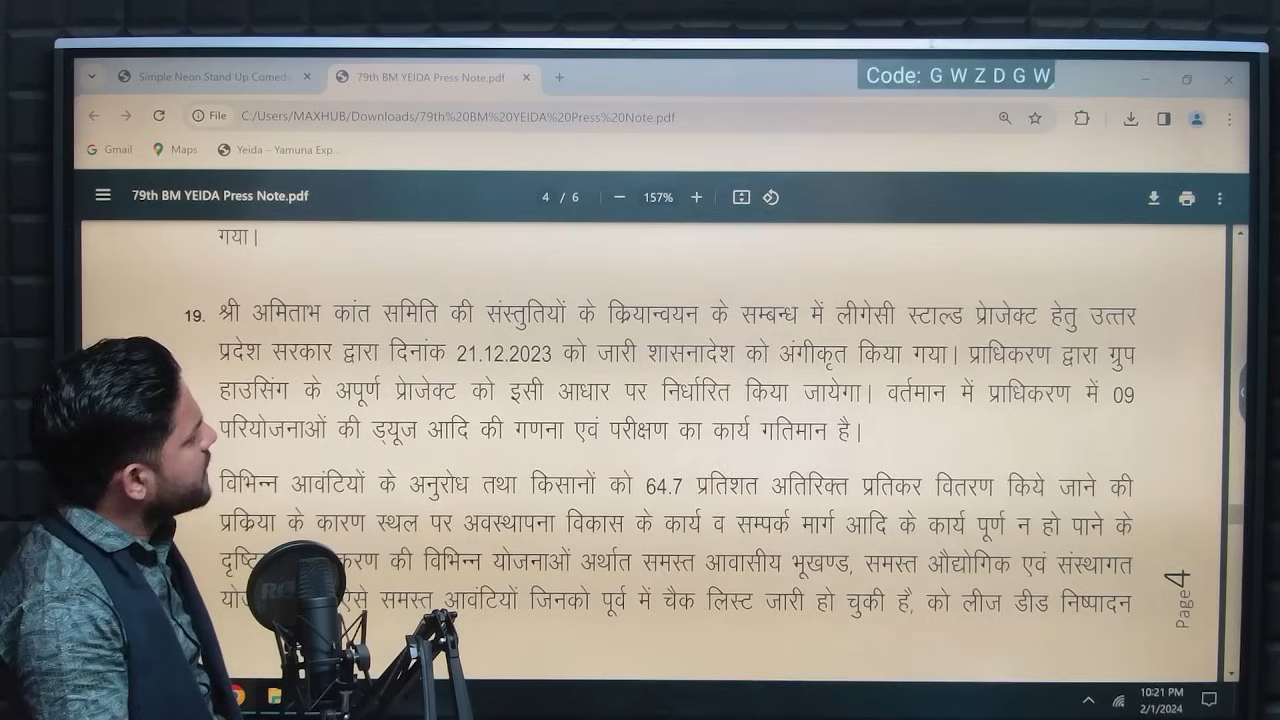 Simple Neon Stand Up Comed
79th BM YEIDA Press Note.pdf
Code: G W Z D G W
File C:/Users/MAXHUB/Downloads/79th%20BM%20YEIDA%20Press%20Note.pdf
Gmail Maps Yeida – Yamuna Exp...
79th BM YEIDA Press Note.pdf 4 / 6 157%
गया।
19. श्री अमिताभ कांत समिति की संस्तुतियों के क्रियान्वयन के सम्बन्ध में लीगेसी स्टाल्ड प्रोजेक्ट हेतु उत्तर
प्रदेश सरकार द्वारा दिनांक 21.12.2023 को जारी शासनादेश को अंगीकृत किया गया। प्राधिकरण द्वारा ग्रुप
हाउसिंग के अपूर्ण प्रोजेक्ट को इसी आधार पर निर्धारित किया जायेगा। वर्तमान में प्राधिकरण में 09
परियोजनाओं की ड्यूज आदि की गणना एवं परीक्षण का कार्य गतिमान है।
विभिन्न आवंटियों के अनुरोध तथा किसानों को 64.7 प्रतिशत अतिरिक्त प्रतिकर वितरण किये जाने की
प्रक्रिया के कारण स्थल पर अवस्थापना विकास के कार्य व सम्पर्क मार्ग आदि के कार्य पूर्ण न हो पाने के
की विभिन्न योजनाओं अर्थात समस्त आवासीय भूखण्ड, समस्त औद्योगिक एवं संस्थागत
समस्त आवंटियों जिनको पूर्व में चैक लिस्ट जारी हो चुकी है, को लीज डीड निष्पादन
Page4
10:21 PM
2/1/2024